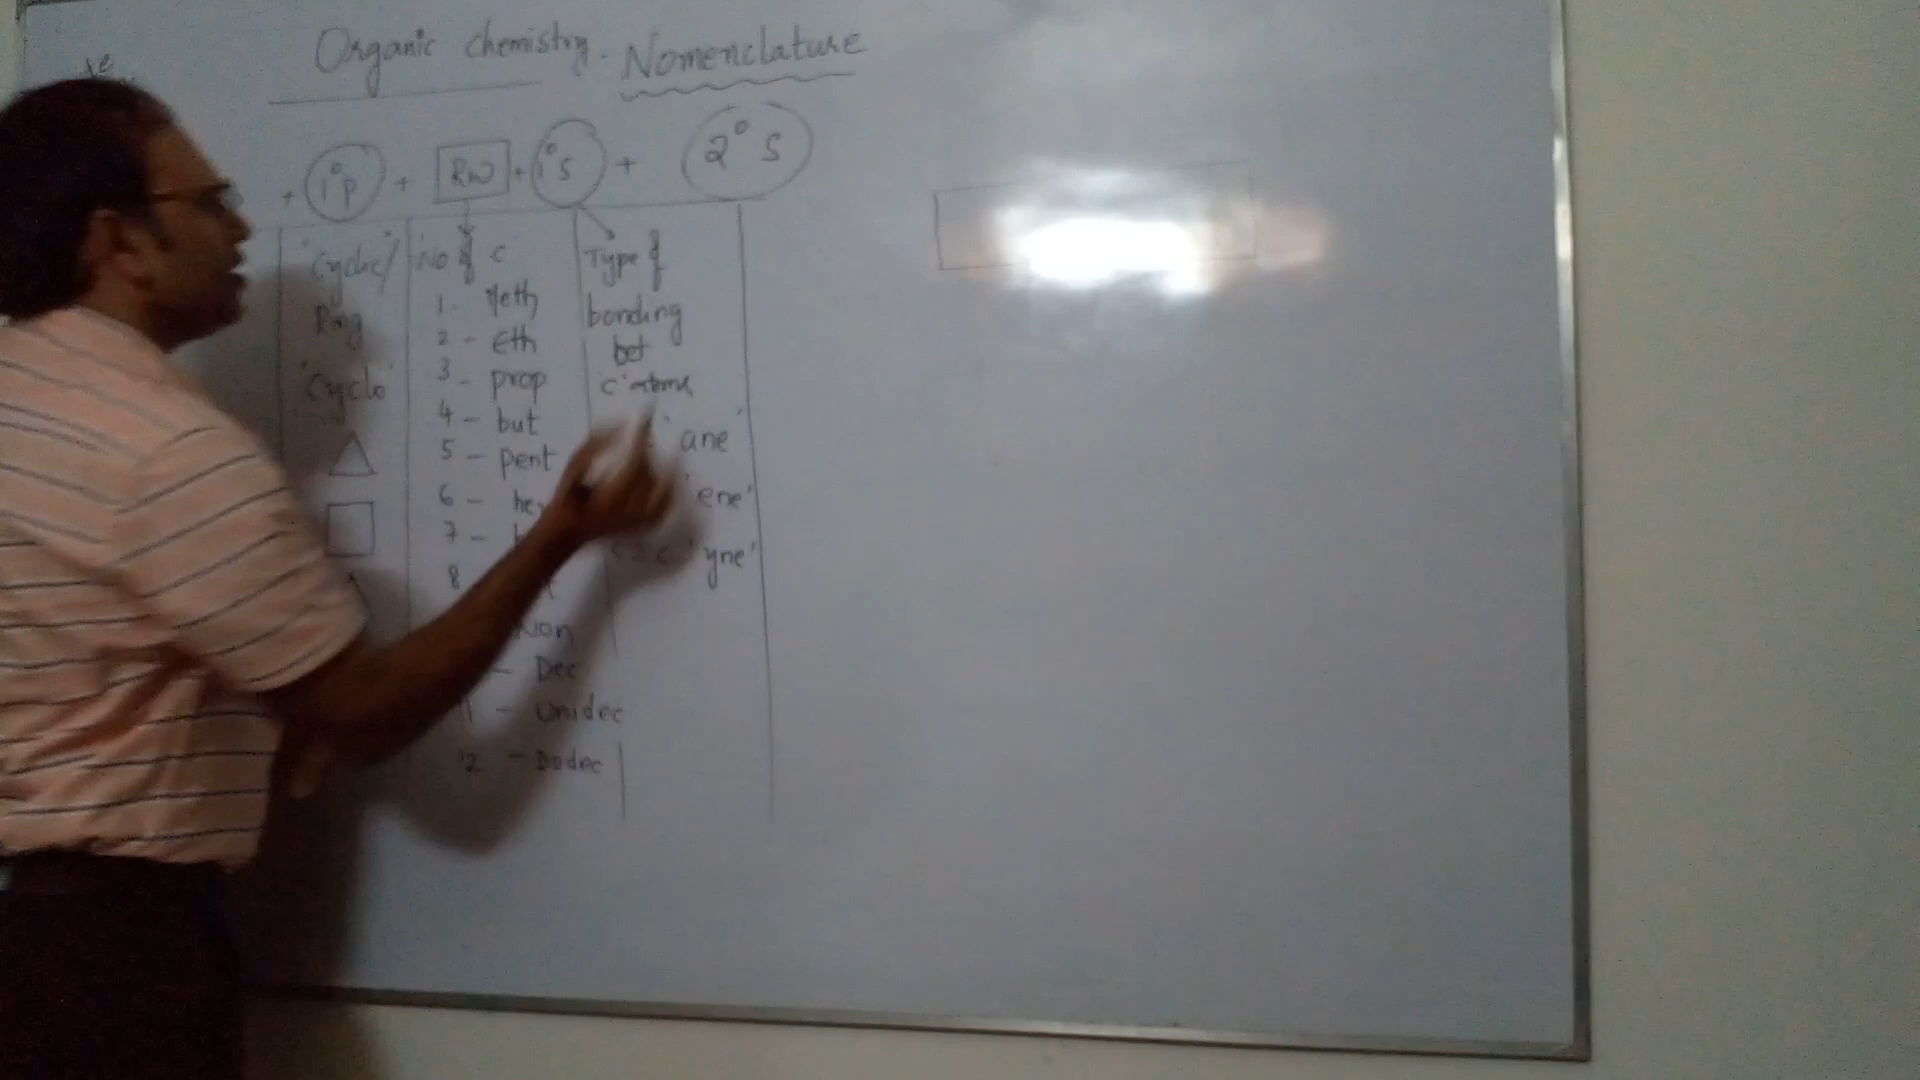 Organic Chemistry. Nomenclature
+ 1°P + RW + 1°S + 2° S
'Cyclic/
Ring
'Cyclo'
No of C
1. Meth
2 - Eth
3 - prop
4 - but
5 - pent
6 - hex
7 -
8
Non
- Dec
1 - Unidec
12 - Dodec
Type of
bonding
bet
'C' atoms
ane'
'ene'
C≡C 'yne'